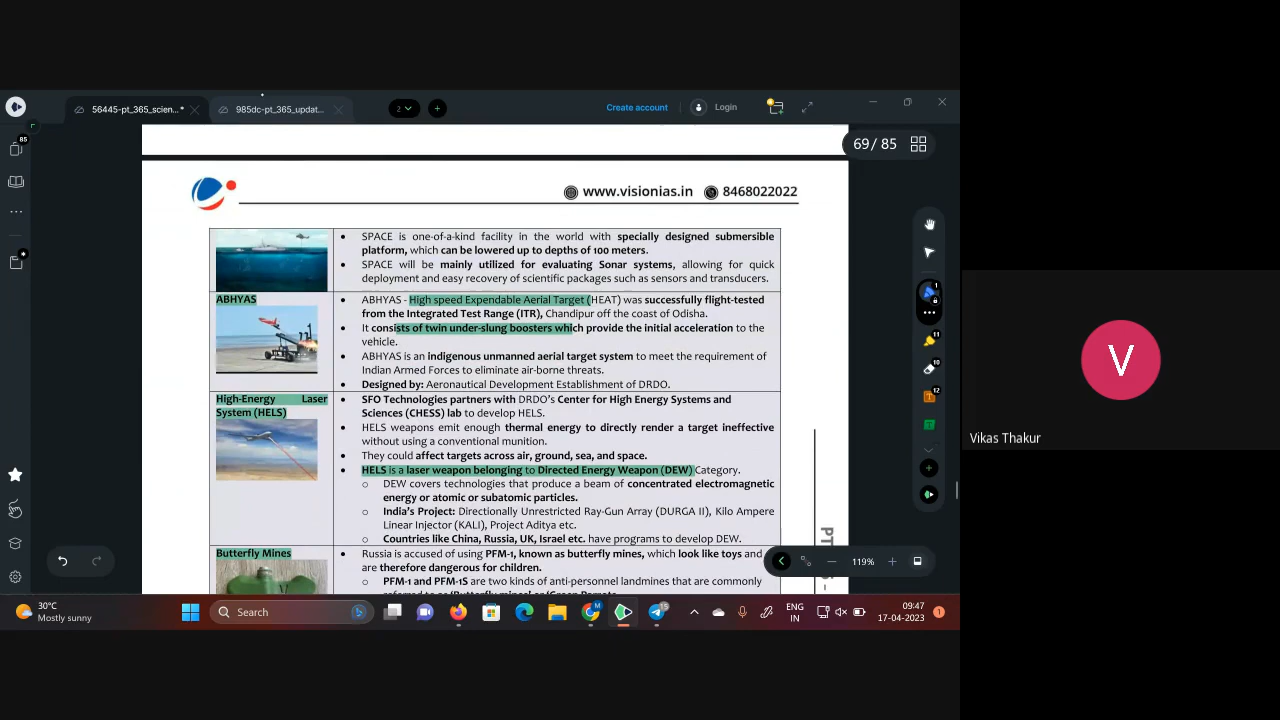 56445-pt_365_scien...*
985dc-pt_365_updat...
2
Create account
Login
85
69/ 85
www.visionias.in
8468022022
SPACE is one-of-a-kind facility in the world with specially designed submersible
platform, which can be lowered up to depths of 100 meters.
SPACE will be mainly utilized for evaluating Sonar systems, allowing for quick
deployment and easy recovery of scientific packages such as sensors and transducers.
ABHYAS
ABHYAS - High speed Expendable Aerial Target (HEAT) was successfully flight-tested
from the Integrated Test Range (ITR), Chandipur off the coast of Odisha.
It consists of twin under-slung boosters which provide the initial acceleration to the
vehicle.
ABHYAS is an indigenous unmanned aerial target system to meet the requirement of
Indian Armed Forces to eliminate air-borne threats.
Designed by: Aeronautical Development Establishment of DRDO.
High-Energy Laser
System (HELS)
SFO Technologies partners with DRDO's Center for High Energy Systems and
Sciences (CHESS) lab to develop HELS.
HELS weapons emit enough thermal energy to directly render a target ineffective
without using a conventional munition.
They could affect targets across air, ground, sea, and space.
HELS is a laser weapon belonging to Directed Energy Weapon (DEW) Category.
DEW covers technologies that produce a beam of concentrated electromagnetic
energy or atomic or subatomic particles.
India's Project: Directionally Unrestricted Ray-Gun Array (DURGA II), Kilo Ampere
Linear Injector (KALI), Project Aditya etc.
Countries like China, Russia, UK, Israel etc. have programs to develop DEW.
Butterfly Mines
Russia is accused of using PFM-1, known as butterfly mines, which look like toys and
are therefore dangerous for children.
PFM-1 and PFM-1S are two kinds of anti-personnel landmines that are commonly
1
11
10
12
119%
V
Vikas Thakur
30°C
Mostly sunny
Search
15
ENG
IN
09:47
17-04-2023
1